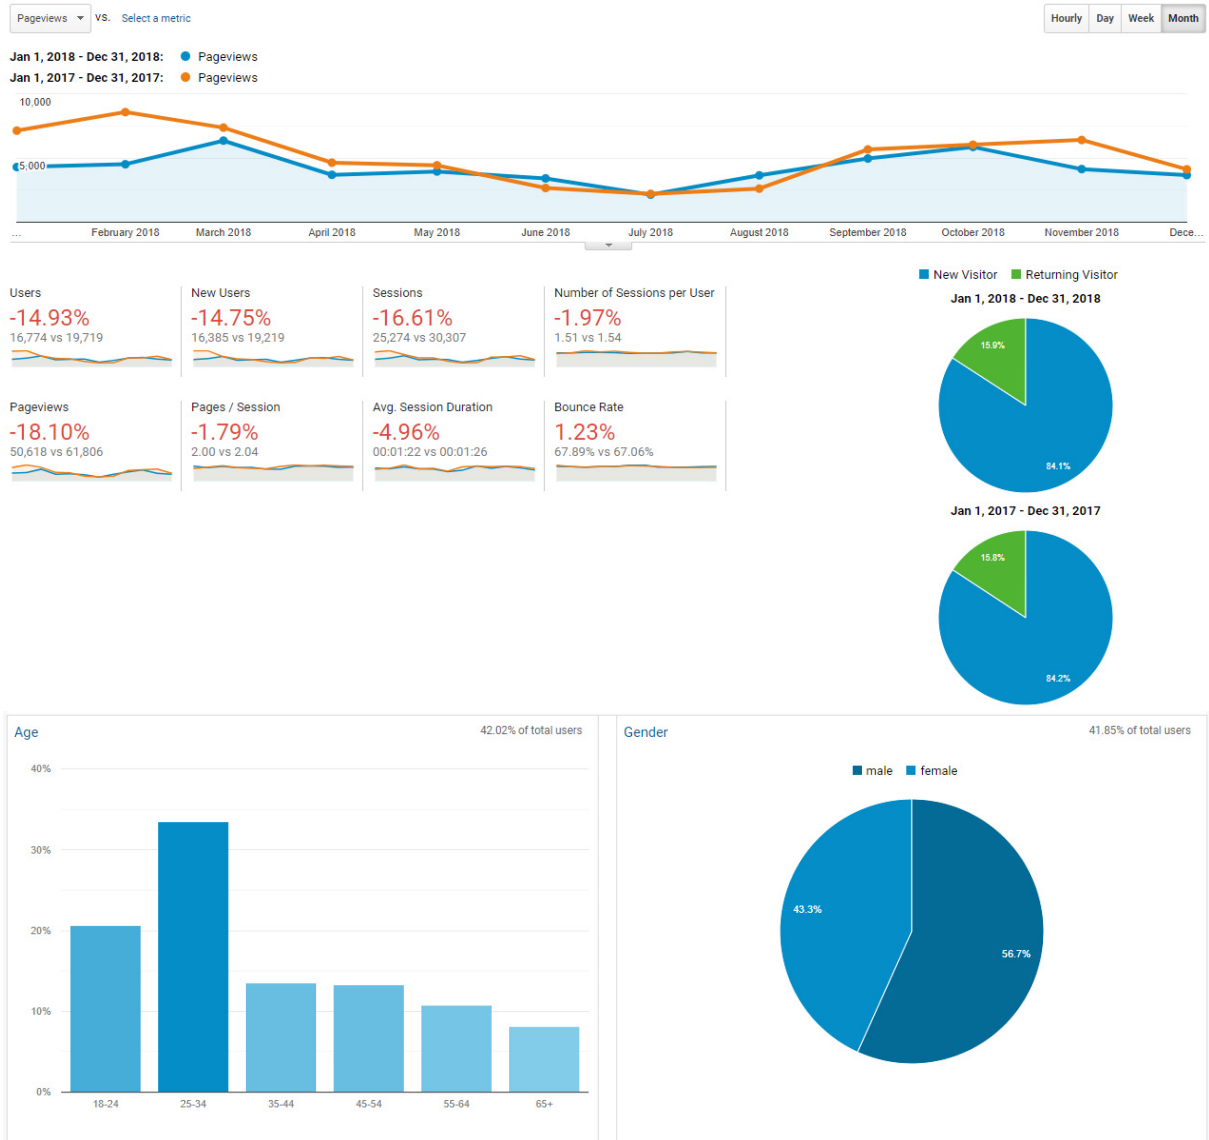 Pageviews VS. Select a metric Hourly Day Week Month
Jan 1, 2018 - Dec 31, 2018: Pageviews
Jan 1, 2017 - Dec 31, 2017: Pageviews
10,000
5,000
... February 2018 March 2018 April 2018 May 2018 June 2018 July 2018 August 2018 September 2018 October 2018 November 2018 Dece...
New Visitor Returning Visitor
Jan 1, 2018 - Dec 31, 2018
15.9%
84.1%
Jan 1, 2017 - Dec 31, 2017
15.8%
84.2%
Users New Users Sessions Number of Sessions per User
-14.93% -14.75% -16.61% -1.97%
16,774 vs 19,719 16,385 vs 19,219 25,274 vs 30,307 1.51 vs 1.54
Pageviews Pages / Session Avg. Session Duration Bounce Rate
-18.10% -1.79% -4.96% 1.23%
50,618 vs 61,806 2.00 vs 2.04 00:01:22 vs 00:01:26 67.89% vs 67.06%
Age 42.02% of total users
40%
30%
20%
10%
0%
18-24 25-34 35-44 45-54 55-64 65+
Gender 41.85% of total users
male female
43.3%
56.7%